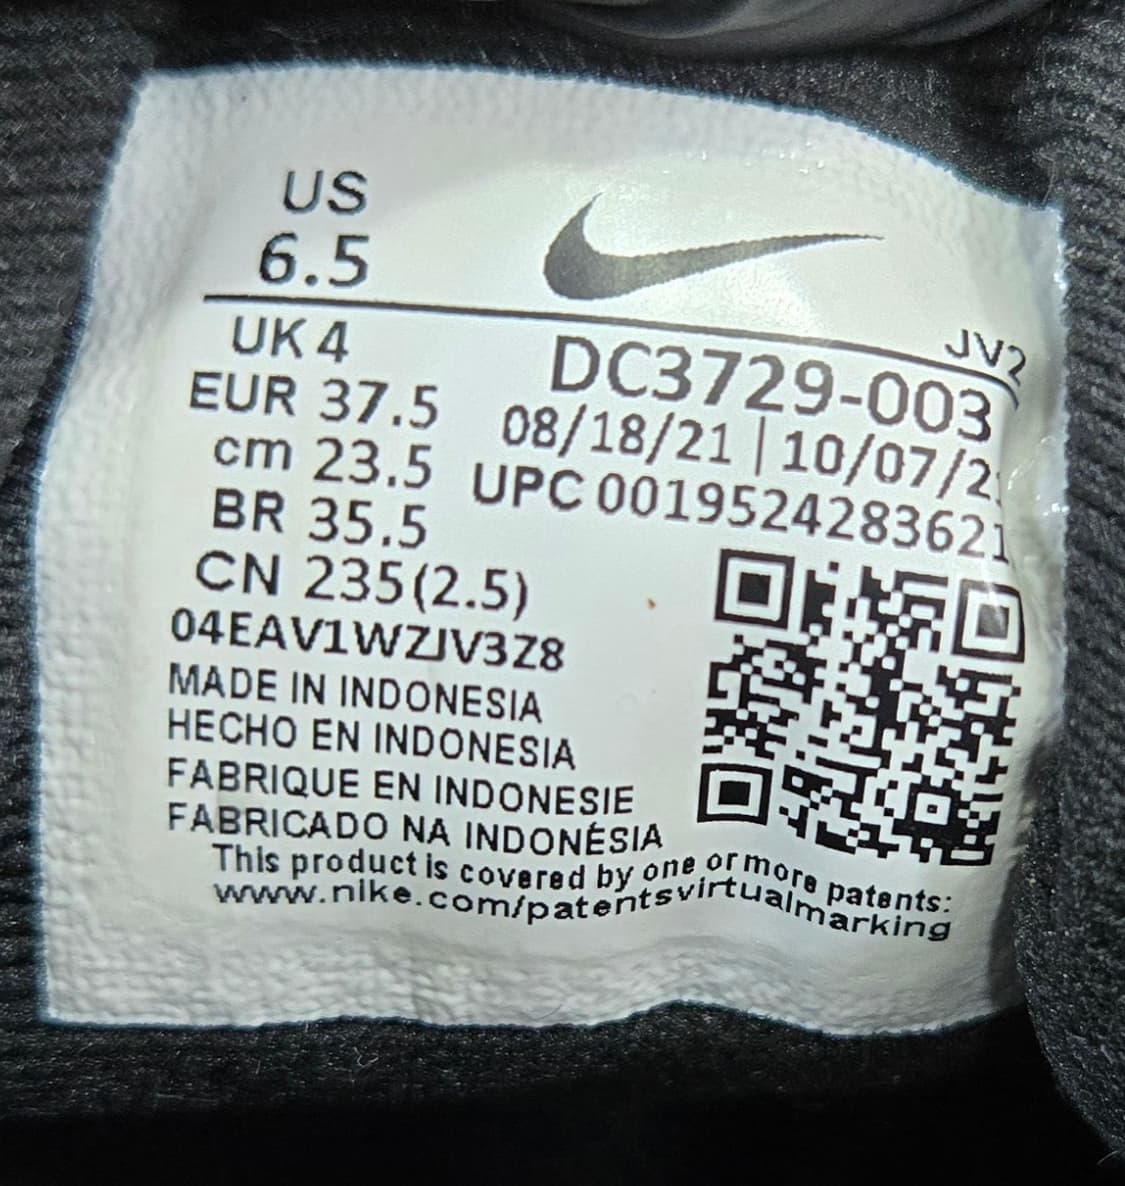 US
6.5
JV2
UK 4
EUR 37.5
cm 23.5
BR 35.5
CN 235(2.5)
DC3729-003
08/18/21 | 10/07/2
UPC 0019524283621
04EAV1WZJV3Z8
MADE IN INDONESIA
HECHO EN INDONESIA
FABRIQUE EN INDONESIE
FABRICADO NA INDONÉSIA
This product is covered by one or more patents:
www.nike.com/patentsvirtualmarking